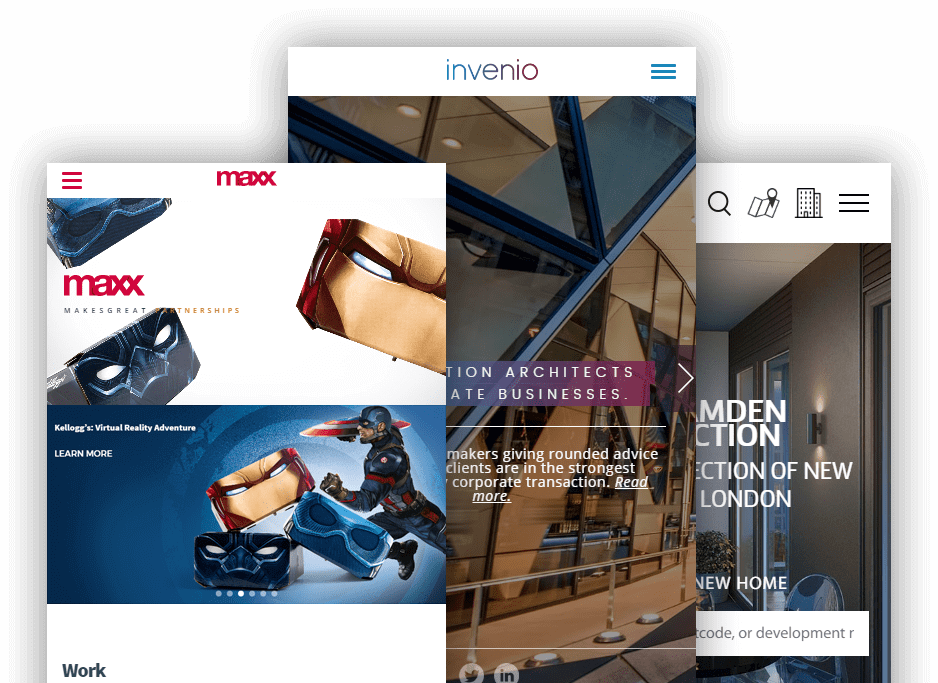 invenio
maxx
maxx
MAKESGREAT PARTNERSHIPS
Kellogg's: Virtual Reality Adventure
LEARN MORE
Work
TION ARCHITECTS
ATE BUSINESSES.
makers giving rounded advice
clients are in the strongest
corporate transaction. Read
more.
in
MDEN
CTION
ECTION OF NEW
LONDON
NEW HOME
tcode, or development r